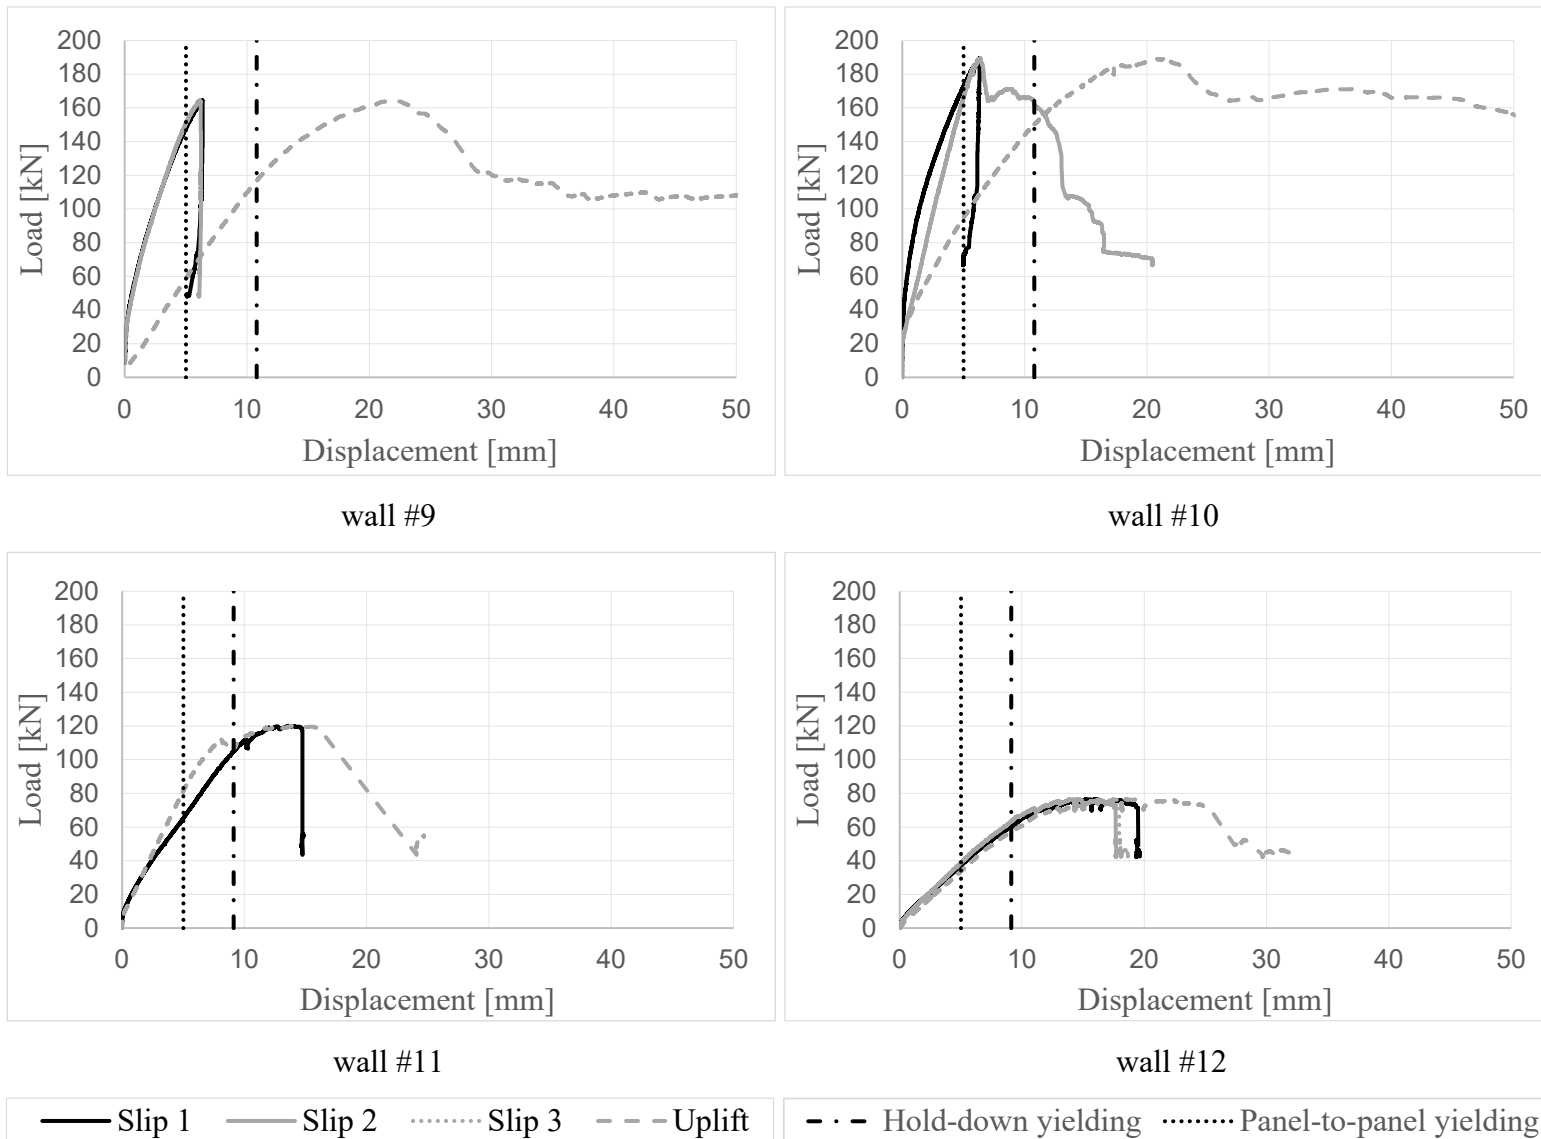 200
180
160
140
120
100
80
60
40
20
0
Load [kN]
0 10 20 30 40 50
Displacement [mm]
wall #9
200
180
160
140
120
100
80
60
40
20
0
Load [kN]
0 10 20 30 40 50
Displacement [mm]
wall #10
200
180
160
140
120
100
80
60
40
20
0
Load [kN]
0 10 20 30 40 50
Displacement [mm]
wall #11
200
180
160
140
120
100
80
60
40
20
0
Load [kN]
0 10 20 30 40 50
Displacement [mm]
wall #12
Slip 1 Slip 2 Slip 3 Uplift
Hold-down yielding Panel-to-panel yielding